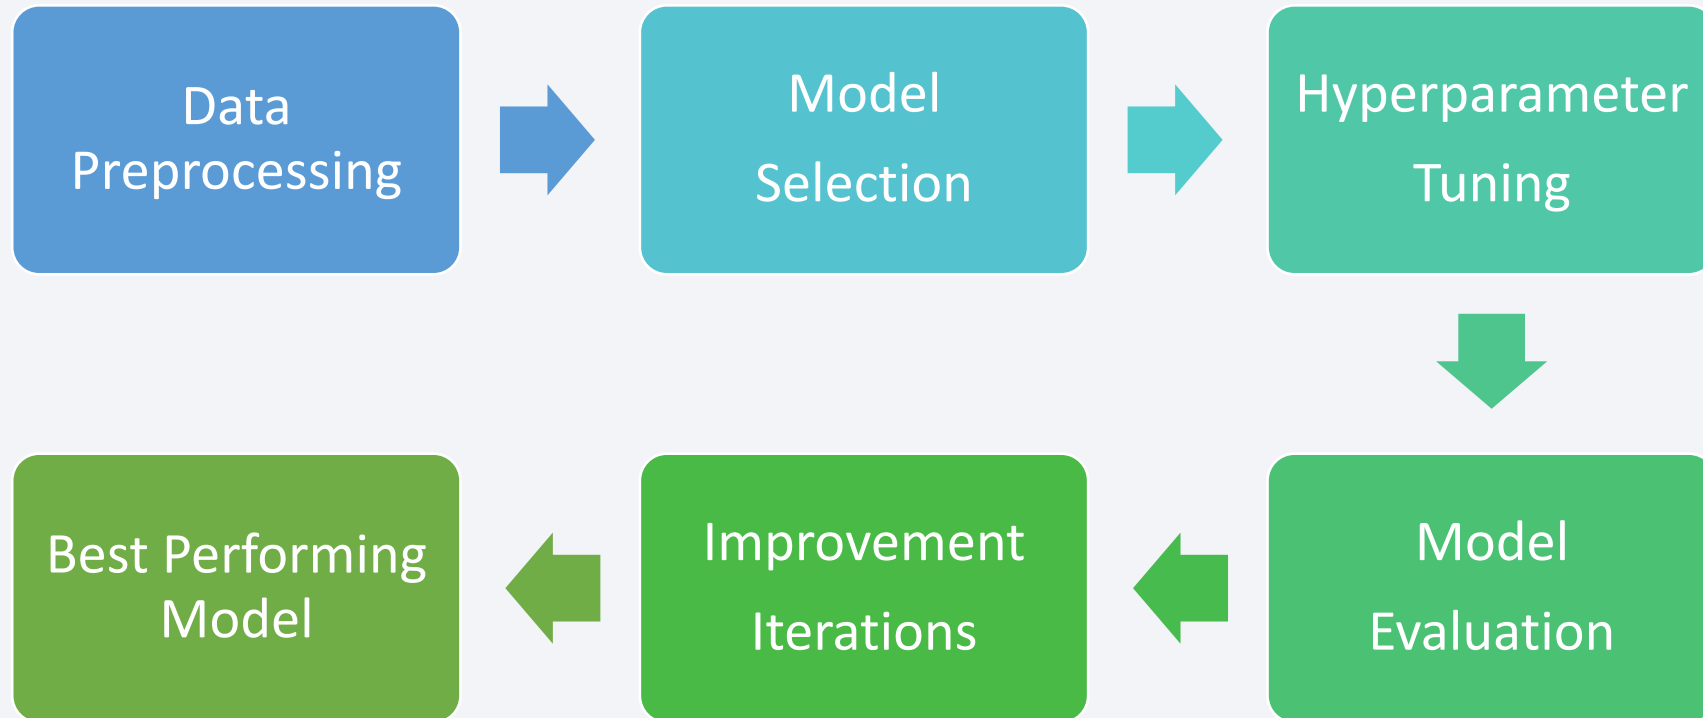 Data
Preprocessing
Model
Selection
Hyperparameter
Tuning
Model
Evaluation
Improvement
Iterations
Best Performing
Model